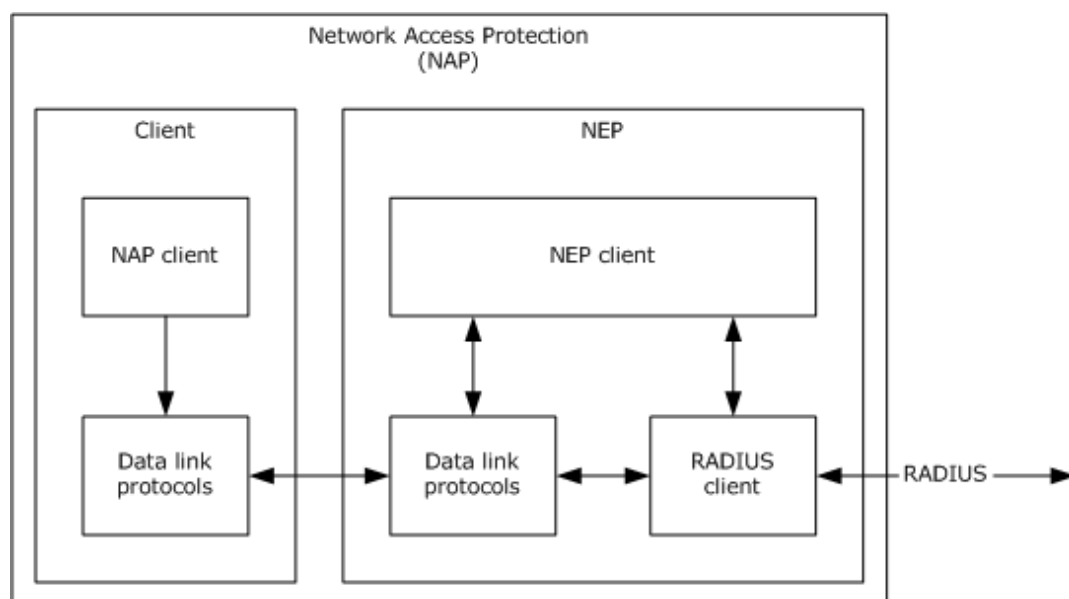 Network Access Protection
(NAP)
Client
NEP
NAP client
NEP client
Data link
protocols
Data link
protocols
RADIUS
client
RADIUS